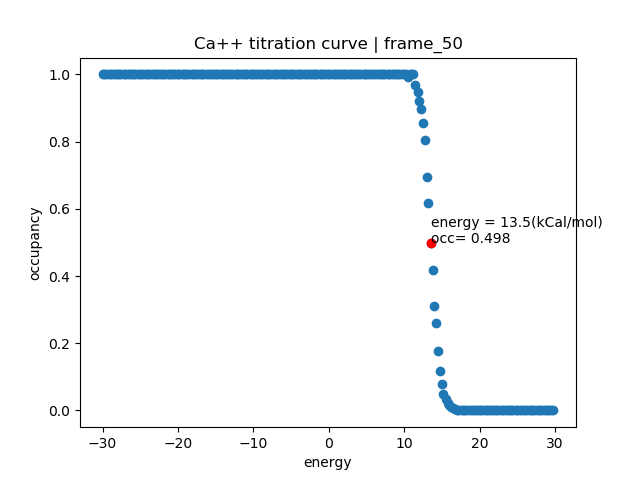 Ca++ titration curve | frame_50
1.0
0.8
0.6
0.4
0.2
0.0
occupancy
energy = 13.5(kCal/mol)
occ= 0.498
−30
−20
−10
0
10
20
30
energy